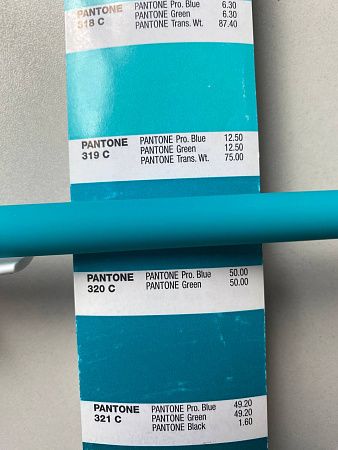 PANTONE PANTONE Pro. Blue 6.30
318 C PANTONE Green 6.30
PANTONE Trans. Wt. 87.40
PANTONE PANTONE Pro. Blue 12.50
319 C PANTONE Green 12.50
PANTONE Trans. Wt. 75.00
PANTONE PANTONE Pro. Blue 50.00
320 C PANTONE Green 50.00
PANTONE PANTONE Pro. Blue 49.20
321 C PANTONE Green 49.20
PANTONE Black 1.60